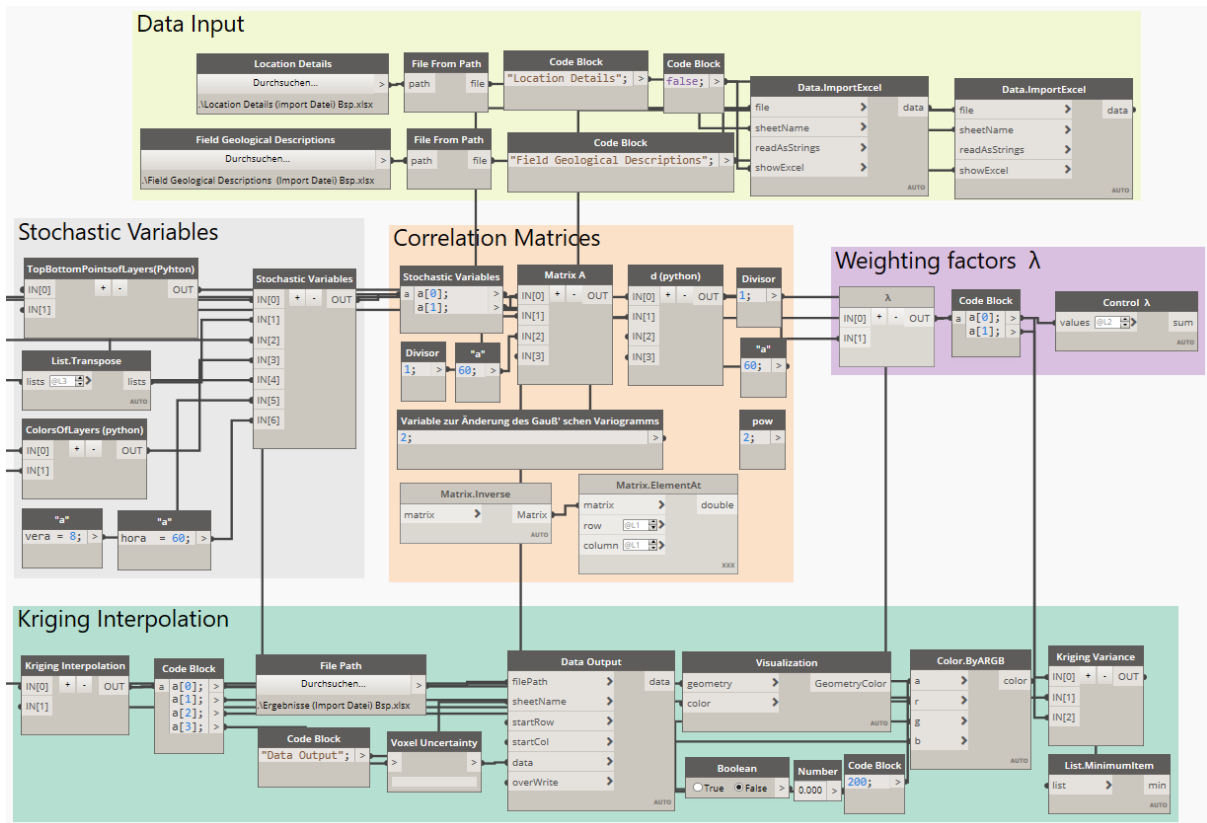 Data Input
Location Details
Durchsuchen... >
.\Location Details (import Datei) Bsp.xlsx
File From Path
path file
Code Block
"Location Details"; >
Code Block
false; >
Data.ImportExcel
file > data
sheetName >
readAsStrings >
showExcel >
AUTO
Data.ImportExcel
file > data
sheetName >
readAsStrings >
showExcel >
AUTO
Field Geological Descriptions
Durchsuchen... >
.\Field Geological Descriptions (Import Datei) Bsp.xlsx
File From Path
path file
Code Block
"Field Geological Descriptions"; >
Stochastic Variables
TopBottomPointsofLayers(Pyhton)
IN[0] + - OUT
IN[1]
List.Transpose
lists @L3 > lists
AUTO
ColorsOfLayers (python)
IN[0] + - OUT
IN[1]
"a"
vera = 8; >
"a"
hora = 60; >
Stochastic Variables
IN[0] + - OUT
IN[1]
IN[2]
IN[3]
IN[4]
IN[5]
IN[6]
Correlation Matrices
Stochastic Variables
a a[0]; >
a[1]; >
Divisor
1; >
"a"
60; >
Matrix A
IN[0] + - OUT
IN[1]
IN[2]
IN[3]
d (python)
IN[0] + - OUT
IN[1]
IN[2]
IN[3]
Divisor
1; >
"a"
60; >
Variable zur Änderung des Gauß' schen Variogramms
2; >
pow
2; >
Matrix.Inverse
matrix > Matrix
AUTO
Matrix.ElementAt
matrix > double
row @L1 >
column @L1 >
xxx
Weighting factors λ
λ
IN[0] + - OUT
IN[1]
Code Block
a a[0]; >
a[1]; >
Control λ
values @L2 > sum
AUTO
Kriging Interpolation
Kriging Interpolation
IN[0] + - OUT
IN[1]
Code Block
a a[0]; >
a[1]; >
a[2]; >
a[3]; >
File Path
Durchsuchen... >
.\Ergebnisse (Import Datei) Bsp.xlsx
Code Block
"Data Output"; >
Voxel Uncertainty
> >
Data Output
filePath > data
sheetName >
startRow >
startCol >
data >
overWrite >
AUTO
Visualization
geometry > GeometryColor
color >
AUTO
Boolean
True False >
Number
0.000 >
Code Block
200; >
Color.ByARGB
a > color
r >
g >
b >
AUTO
Kriging Variance
IN[0] + - OUT
IN[1]
IN[2]
List.MinimumItem
list > min
AUTO